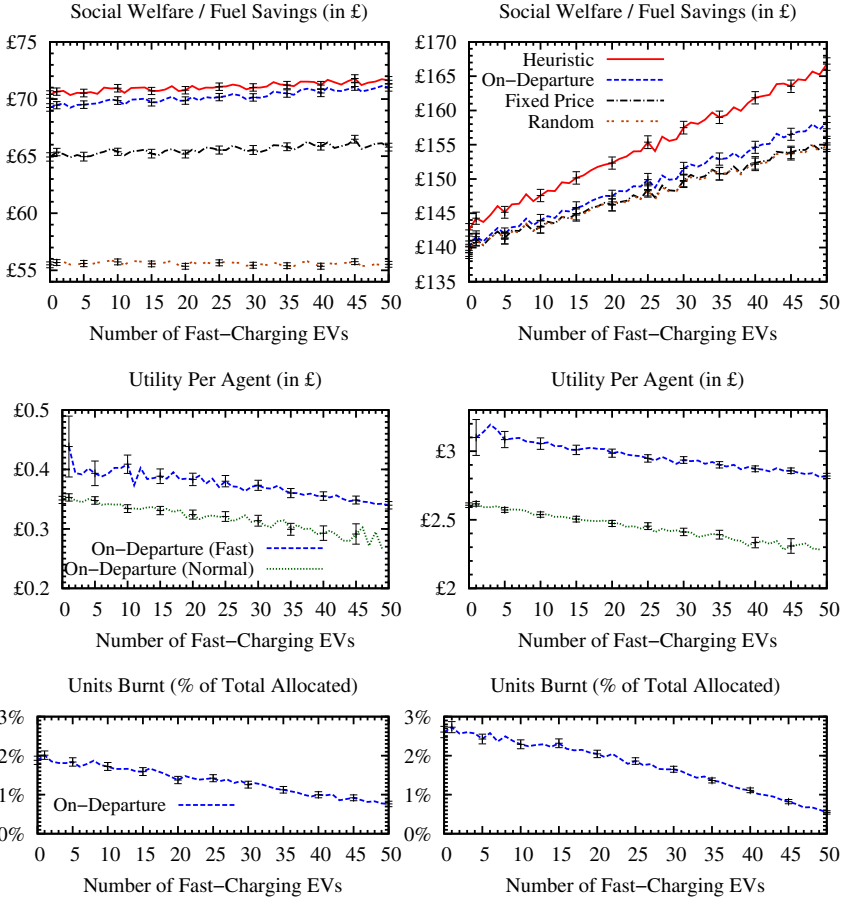 Social Welfare / Fuel Savings (in £)
£75
£70
£65
£60
£55
0 5 10 15 20 25 30 35 40 45 50
Number of Fast−Charging EVs
Social Welfare / Fuel Savings (in £)
£170
£165
£160
£155
£150
£145
£140
£135
Heuristic
On−Departure
Fixed Price
Random
0 5 10 15 20 25 30 35 40 45 50
Number of Fast−Charging EVs
Utility Per Agent (in £)
£0.5
£0.4
£0.3
£0.2
On−Departure (Fast)
On−Departure (Normal)
0 5 10 15 20 25 30 35 40 45 50
Number of Fast−Charging EVs
Utility Per Agent (in £)
£3
£2.5
£2
0 5 10 15 20 25 30 35 40 45 50
Number of Fast−Charging EVs
Units Burnt (% of Total Allocated)
3%
2%
1%
0%
On−Departure
0 5 10 15 20 25 30 35 40 45 50
Number of Fast−Charging EVs
Units Burnt (% of Total Allocated)
3%
2%
1%
0%
0 5 10 15 20 25 30 35 40 45 50
Number of Fast−Charging EVs